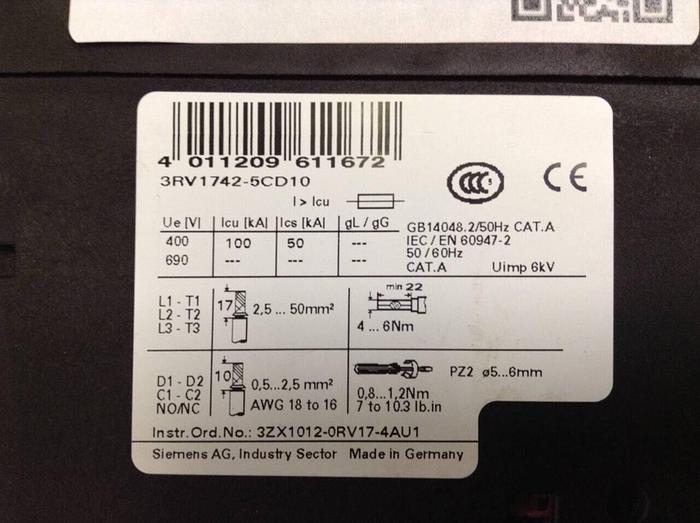 4 011209 611672
3RV1742-5CD10
I > Icu
CCC S CE
Ue [V] Icu [kA] Ics [kA] gL / gG
400 100 50 ---
690 --- --- ---
GB14048.2/50Hz CAT.A
IEC / EN 60947-2
50 / 60Hz
CAT.A Uimp 6kV
L1 - T1
L2 - T2
L3 - T3
17 2,5 ... 50mm²
min 22
4 ... 6Nm
D1 - D2
C1 - C2
NO/NC
10 0,5...2,5 mm²
AWG 18 to 16
PZ2 ø5...6mm
0,8...1,2Nm
7 to 10.3 lb.in
Instr.Ord.No.: 3ZX1012-0RV17-4AU1
Siemens AG, Industry Sector Made in Germany